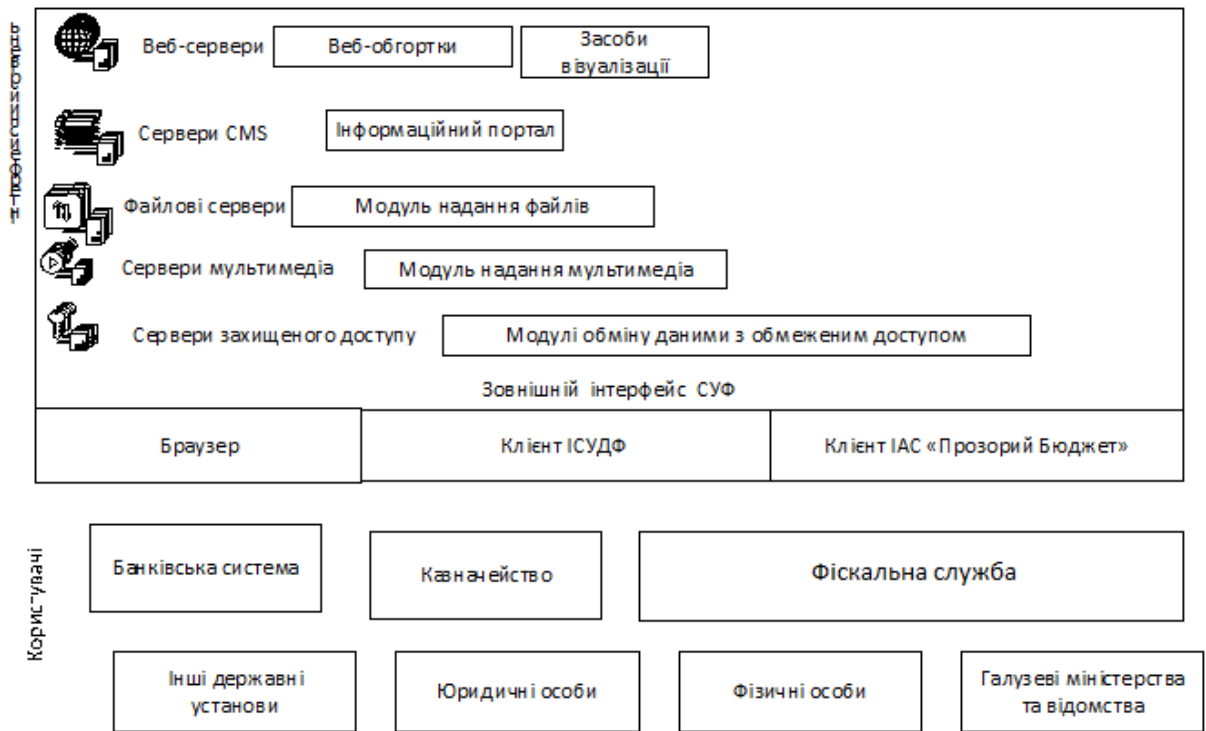 Веб-сервери
Веб-обгортки
Засоби
візуалізації
Сервери CMS
Інформаційний портал
Файлові сервери
Модуль надання файлів
Сервери мультимедіа
Модуль надання мультимедіа
Сервери захищеного доступу
Модулі обміну даними з обмеженим доступом
Зовнішній інтерфейс СУФ
Браузер
Клієнт ІСУДФ
Клієнт ІАС «Прозорий Бюджет»
Користувачі
Банківська система
Казначейство
Фіскальна служба
Інші державні
установи
Юридичні особи
Фізичні особи
Галузеві міністерства
та відомства